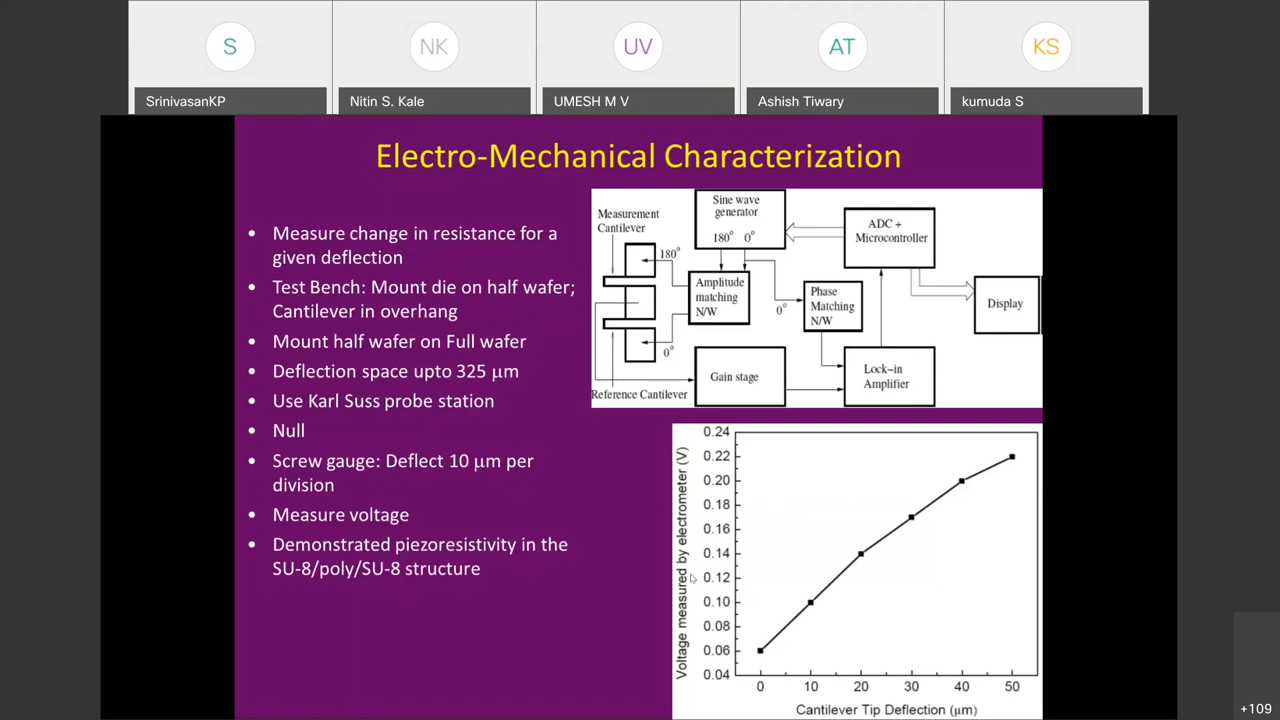 S
NK
UV
AT
KS
SrinivasanKP
Nitin S. Kale
UMESH M V
Ashish Tiwary
kumuda S
Electro-Mechanical Characterization
• Measure change in resistance for a
given deflection
• Test Bench: Mount die on half wafer;
Cantilever in overhang
• Mount half wafer on Full wafer
• Deflection space upto 325 μm
• Use Karl Suss probe station
• Null
• Screw gauge: Deflect 10 μm per
division
• Measure voltage
• Demonstrated piezoresistivity in the
SU-8/poly/SU-8 structure
Measurement
Cantilever
180°
Sine wave
generator
180° 0°
ADC +
Microcontroller
Amplitude
matching
N/W
0°
Phase
Matching
N/W
Display
0°
Gain stage
Lock-in
Amplifier
Reference Cantilever
Voltage measured by electrometer (V)
0.24
0.22
0.20
0.18
0.16
0.14
0.12
0.10
0.08
0.06
0.04
0 10 20 30 40 50
Cantilever Tip Deflection (μm)
+109